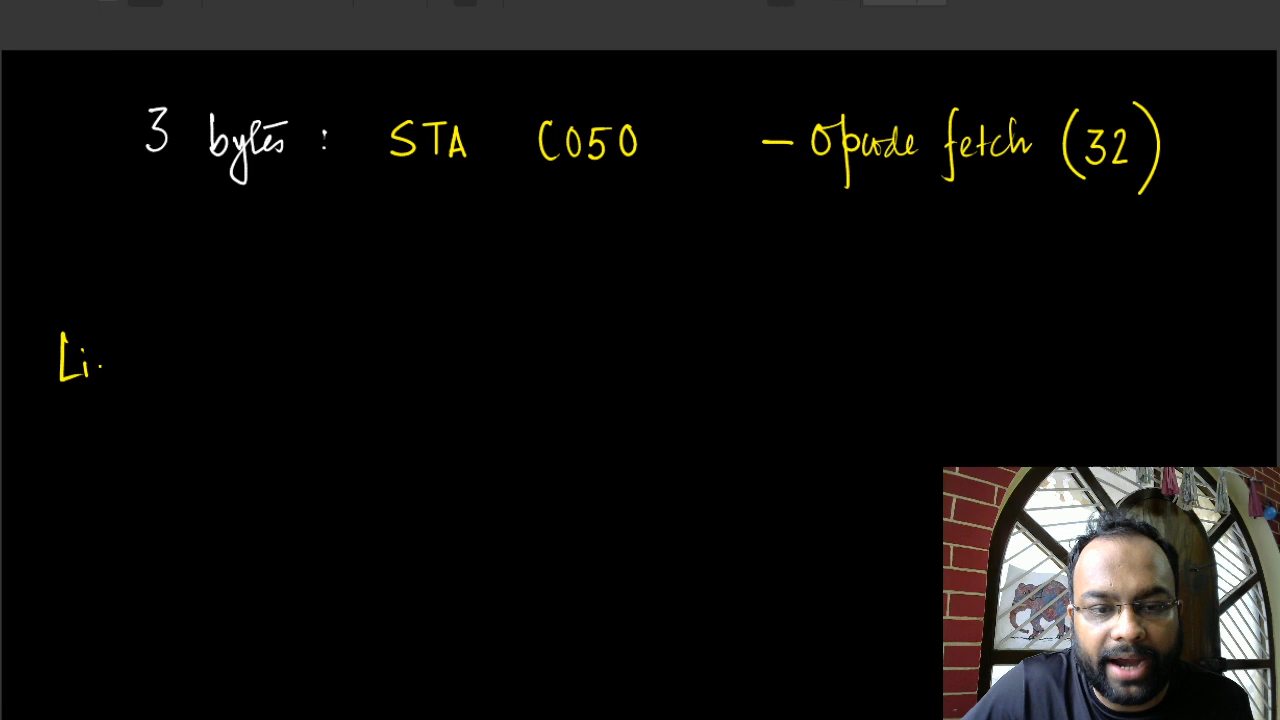 3 bytes : STA C050 - Opcode fetch (32)
Li.